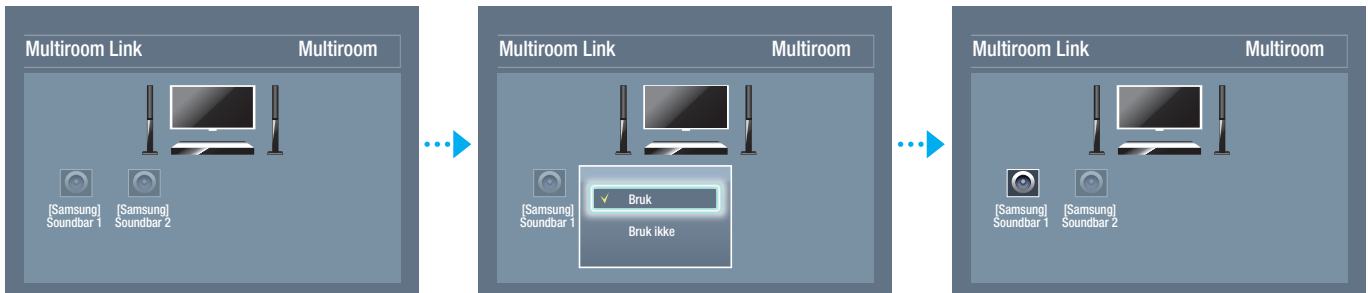 Multiroom Link Multiroom
[Samsung] [Samsung]
Soundbar 1 Soundbar 2
Multiroom Link Multiroom
[Samsung]
Soundbar 1
Bruk
Bruk ikke
Multiroom Link Multiroom
[Samsung] [Samsung]
Soundbar 1 Soundbar 2